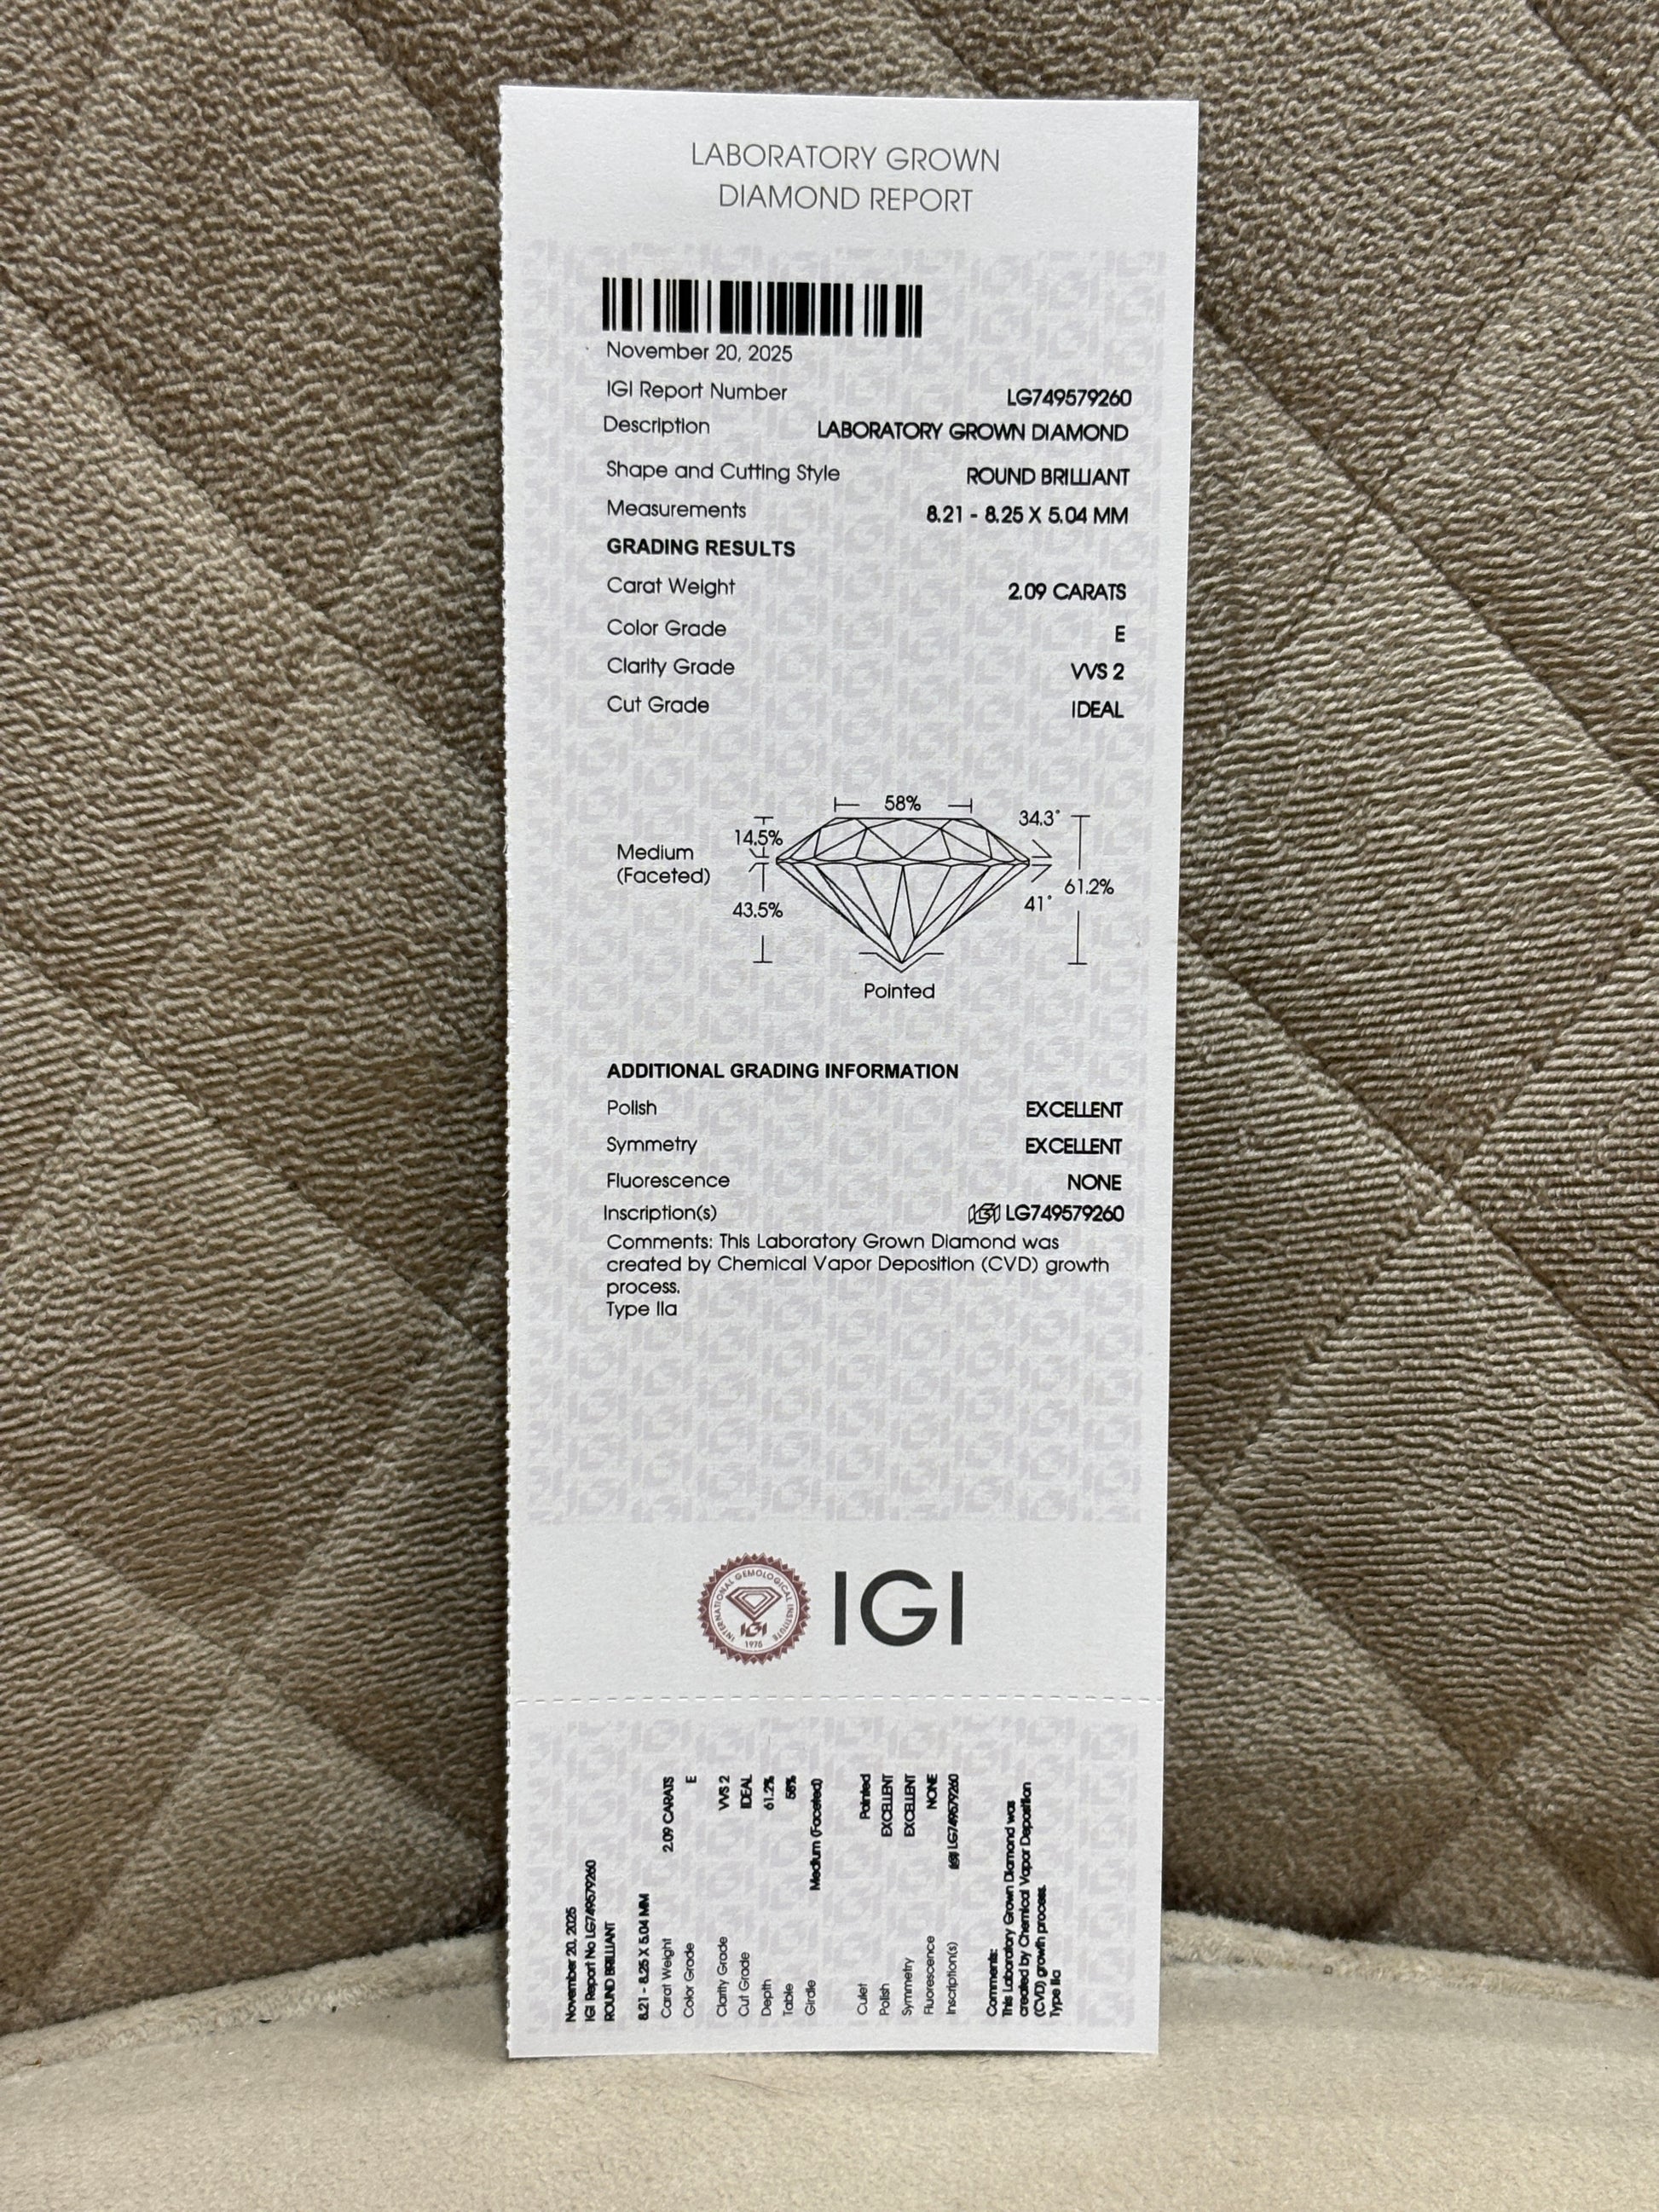 LABORATORY GROWN
DIAMOND REPORT
November 20, 2025
IGI Report Number LG749579260
Description LABORATORY GROWN DIAMOND
Shape and Cutting Style ROUND BRILLIANT
Measurements 8.21 - 8.25 X 5.04 MM
GRADING RESULTS
Carat Weight 2.09 CARATS
Color Grade E
Clarity Grade VVS 2
Cut Grade IDEAL
58%
34.3°
14.5%
Medium
(Faceted)
61.2%
43.5%
41°
Pointed
ADDITIONAL GRADING INFORMATION
Polish EXCELLENT
Symmetry EXCELLENT
Fluorescence NONE
Inscription(s) IGI LG749579260
Comments: This Laboratory Grown Diamond was
created by Chemical Vapor Deposition (CVD) growth
process.
Type IIa
INTERNATIONAL GEMOLOGICAL INSTITUTE
IGI
1975
IGI
November 20, 2025
IGI Report No LG749579260
ROUND BRILLIANT
8.21 - 8.25 X 5.04 MM
Carat Weight 2.09 CARATS
Color Grade E
Clarity Grade VVS 2
Cut Grade IDEAL
Depth 61.2%
Table 58%
Girdle Medium (Faceted)
Culet Pointed
Polish EXCELLENT
Symmetry EXCELLENT
Fluorescence NONE
Inscription(s) IGI LG749579260
Comments:
This Laboratory Grown Diamond was
created by Chemical Vapor Deposition
(CVD) growth process.
Type IIa